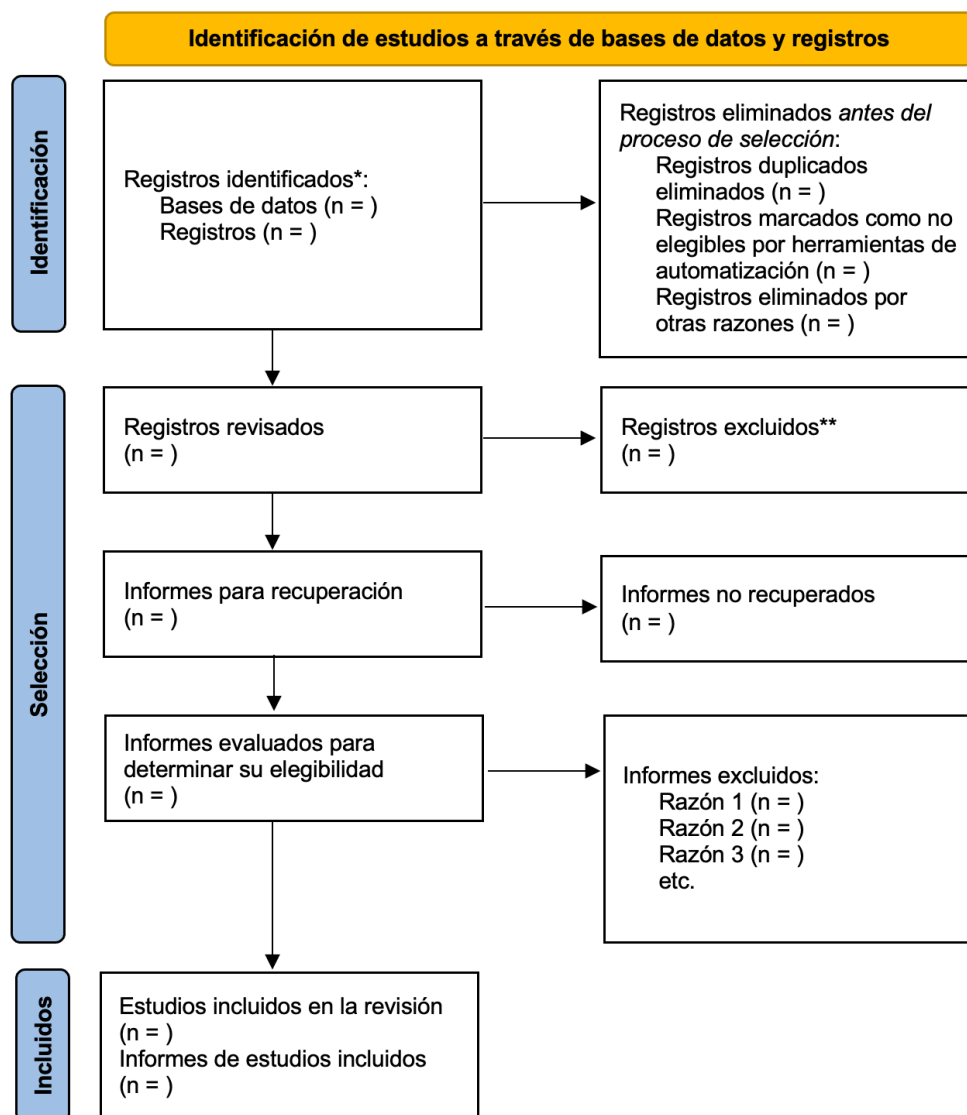 Identificación de estudios a través de bases de datos y registros
Identificación
Registros identificados*:
Bases de datos (n = )
Registros (n = )
Registros eliminados antes del
proceso de selección:
Registros duplicados
eliminados (n = )
Registros marcados como no
elegibles por herramientas de
automatización (n = )
Registros eliminados por
otras razones (n = )
Selección
Registros revisados
(n = )
Registros excluidos**
(n = )
Informes para recuperación
(n = )
Informes no recuperados
(n = )
Informes evaluados para
determinar su elegibilidad
(n = )
Informes excluidos:
Razón 1 (n = )
Razón 2 (n = )
Razón 3 (n = )
etc.
Incluidos
Estudios incluidos en la revisión
(n = )
Informes de estudios incluidos
(n = )